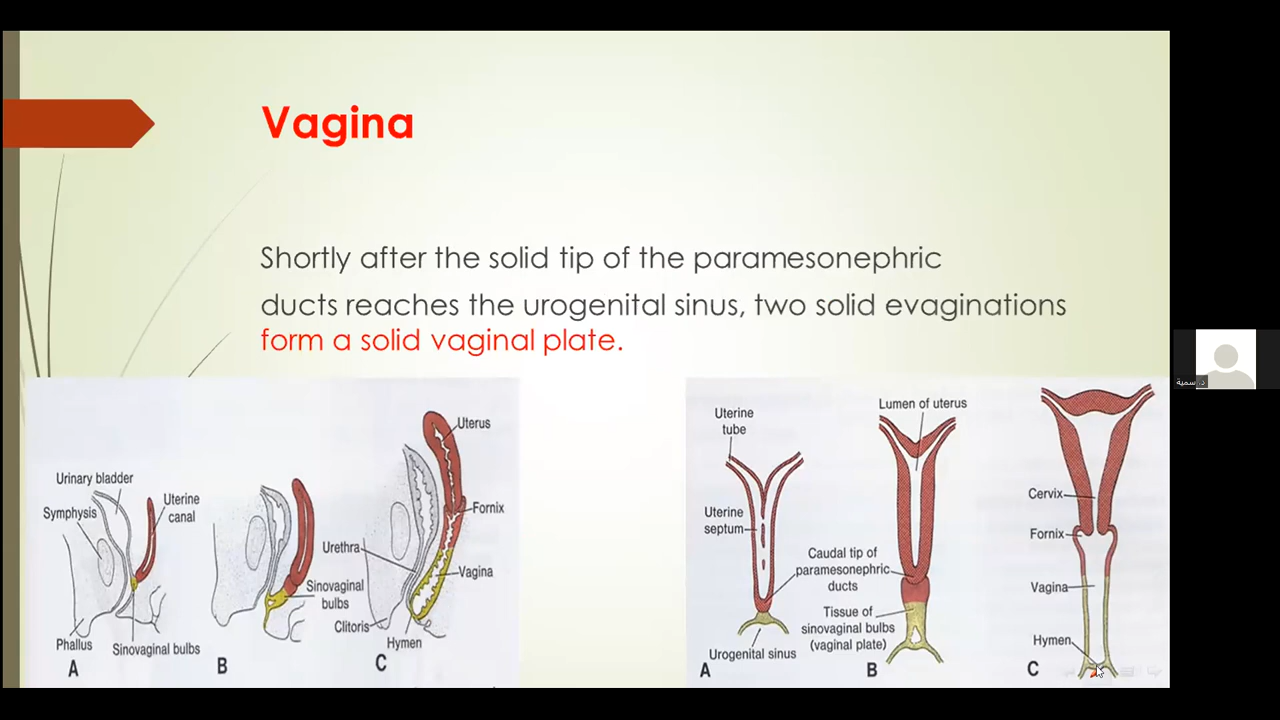 Vagina
Shortly after the solid tip of the paramesonephric
ducts reaches the urogenital sinus, two solid evaginations
form a solid vaginal plate.
Urinary bladder
Symphysis
Uterine
canal
Phallus
Sinovaginal bulbs
A
B
Sinovaginal
bulbs
Uterus
Fornix
Urethra
Vagina
Clitoris
Hymen
C
Uterine
tube
Uterine
septum
Urogenital sinus
A
Lumen of uterus
Caudal tip of
paramesonephric
ducts
Tissue of
sinovaginal bulbs
(vaginal plate)
B
Cervix
Fornix
Vagina
Hymen
C
د. سمية